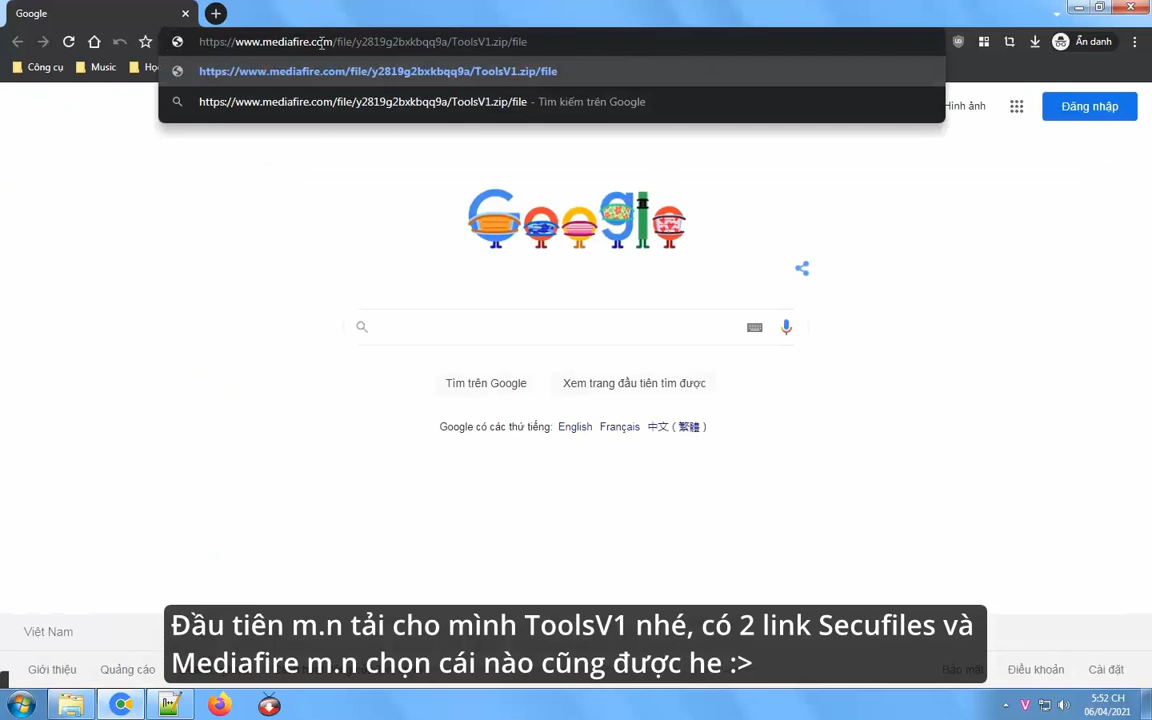 Google
https://www.mediafire.com/file/y2819g2bxkbqq9a/ToolsV1.zip/file
Ẩn danh
Công cụ
Music
https://www.mediafire.com/file/y2819g2bxkbqq9a/ToolsV1.zip/file
https://www.mediafire.com/file/y2819g2bxkbqq9a/ToolsV1.zip/file - Tìm kiếm trên Google
Hình ảnh
Đăng nhập
Google
Tìm trên Google
Xem trang đầu tiên tìm được
Google có các thứ tiếng: English Français 中文（繁體）
Đầu tiên m.n tải cho mình ToolsV1 nhé, có 2 link Secufiles và
Mediafire m.n chọn cái nào cũng được he :>
Việt Nam
Giới thiệu
Quảng cáo
Điều khoản
Cài đặt
V
5:52 CH
06/04/2021